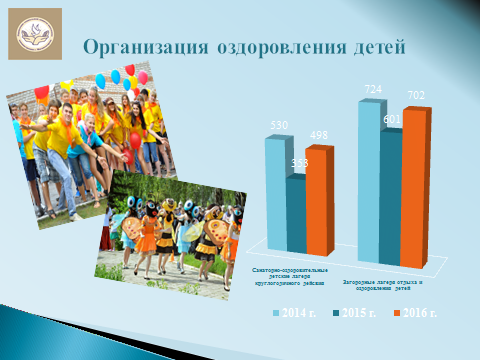 Организация оздоровления детей
724
702
601
530
498
353
Санаторно-оздоровительные
детские лагеря
круглогодичного действия
Загородные лагеря отдыха и
оздоровления детей
2014 г.
2015 г.
2016 г.